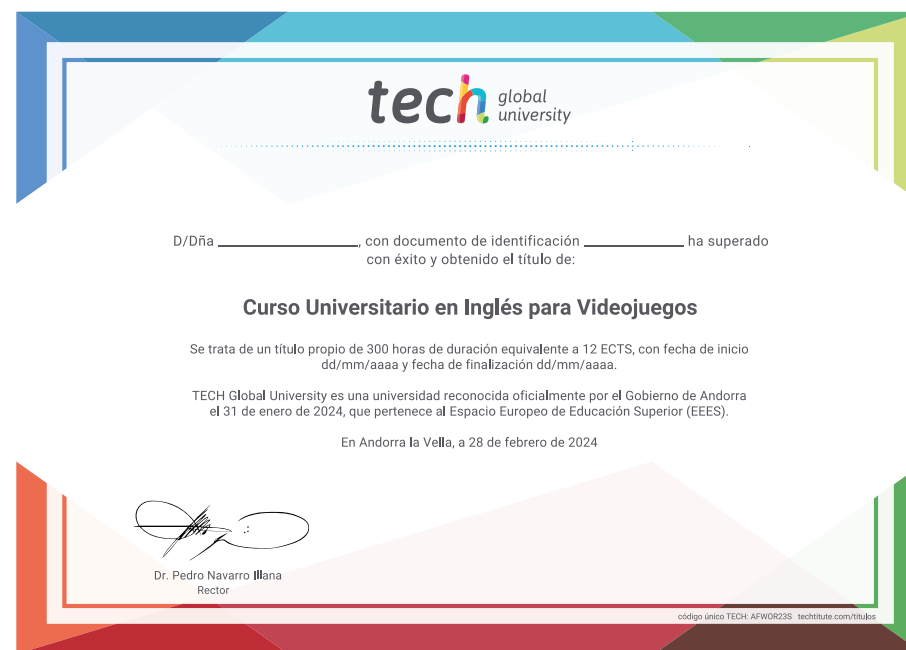 tech global
university
D/Dña ______________, con documento de identificación __________ ha superado
con éxito y obtenido el título de:
Curso Universitario en Inglés para Videojuegos
Se trata de un título propio de 300 horas de duración equivalente a 12 ECTS, con fecha de inicio
dd/mm/aaaa y fecha de finalización dd/mm/aaaa.
TECH Global University es una universidad reconocida oficialmente por el Gobierno de Andorra
el 31 de enero de 2024, que pertenece al Espacio Europeo de Educación Superior (EEES).
En Andorra la Vella, a 28 de febrero de 2024
Dr. Pedro Navarro Illana
Rector
código único TECH: AFWOR23S techtitute.com/titulos